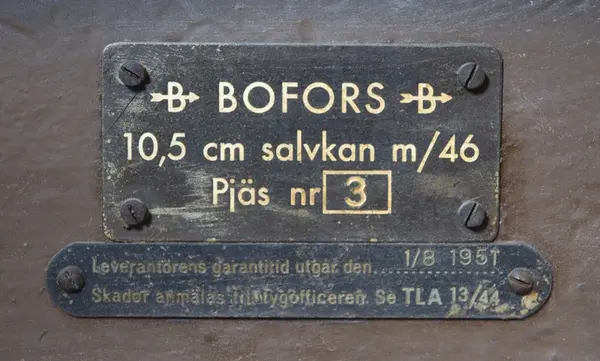 B BOFORS B
10,5 cm salvkan m/46
Pjäs nr 3
Leverantörens garantitid utgår den 1/8 1951
Skador anmälas till tygofficeren. Se TLA 13/44